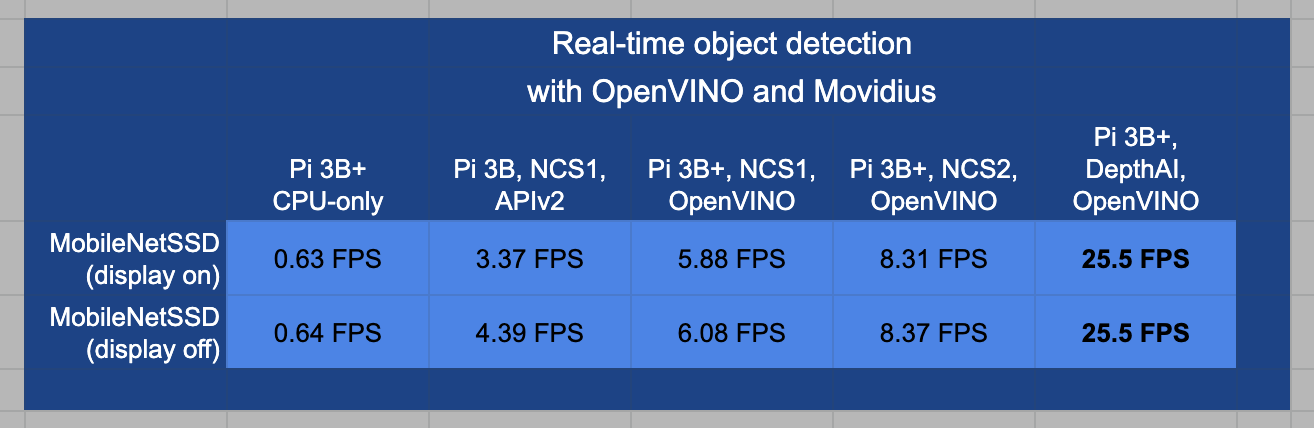 Real-time object detection
with OpenVINO and Movidius
Pi 3B+
CPU-only
Pi 3B, NCS1,
APIv2
Pi 3B+, NCS1,
OpenVINO
Pi 3B+, NCS2,
OpenVINO
Pi 3B+,
DepthAI,
OpenVINO
MobileNetSSD
(display on)
0.63 FPS
3.37 FPS
5.88 FPS
8.31 FPS
25.5 FPS
MobileNetSSD
(display off)
0.64 FPS
4.39 FPS
6.08 FPS
8.37 FPS
25.5 FPS